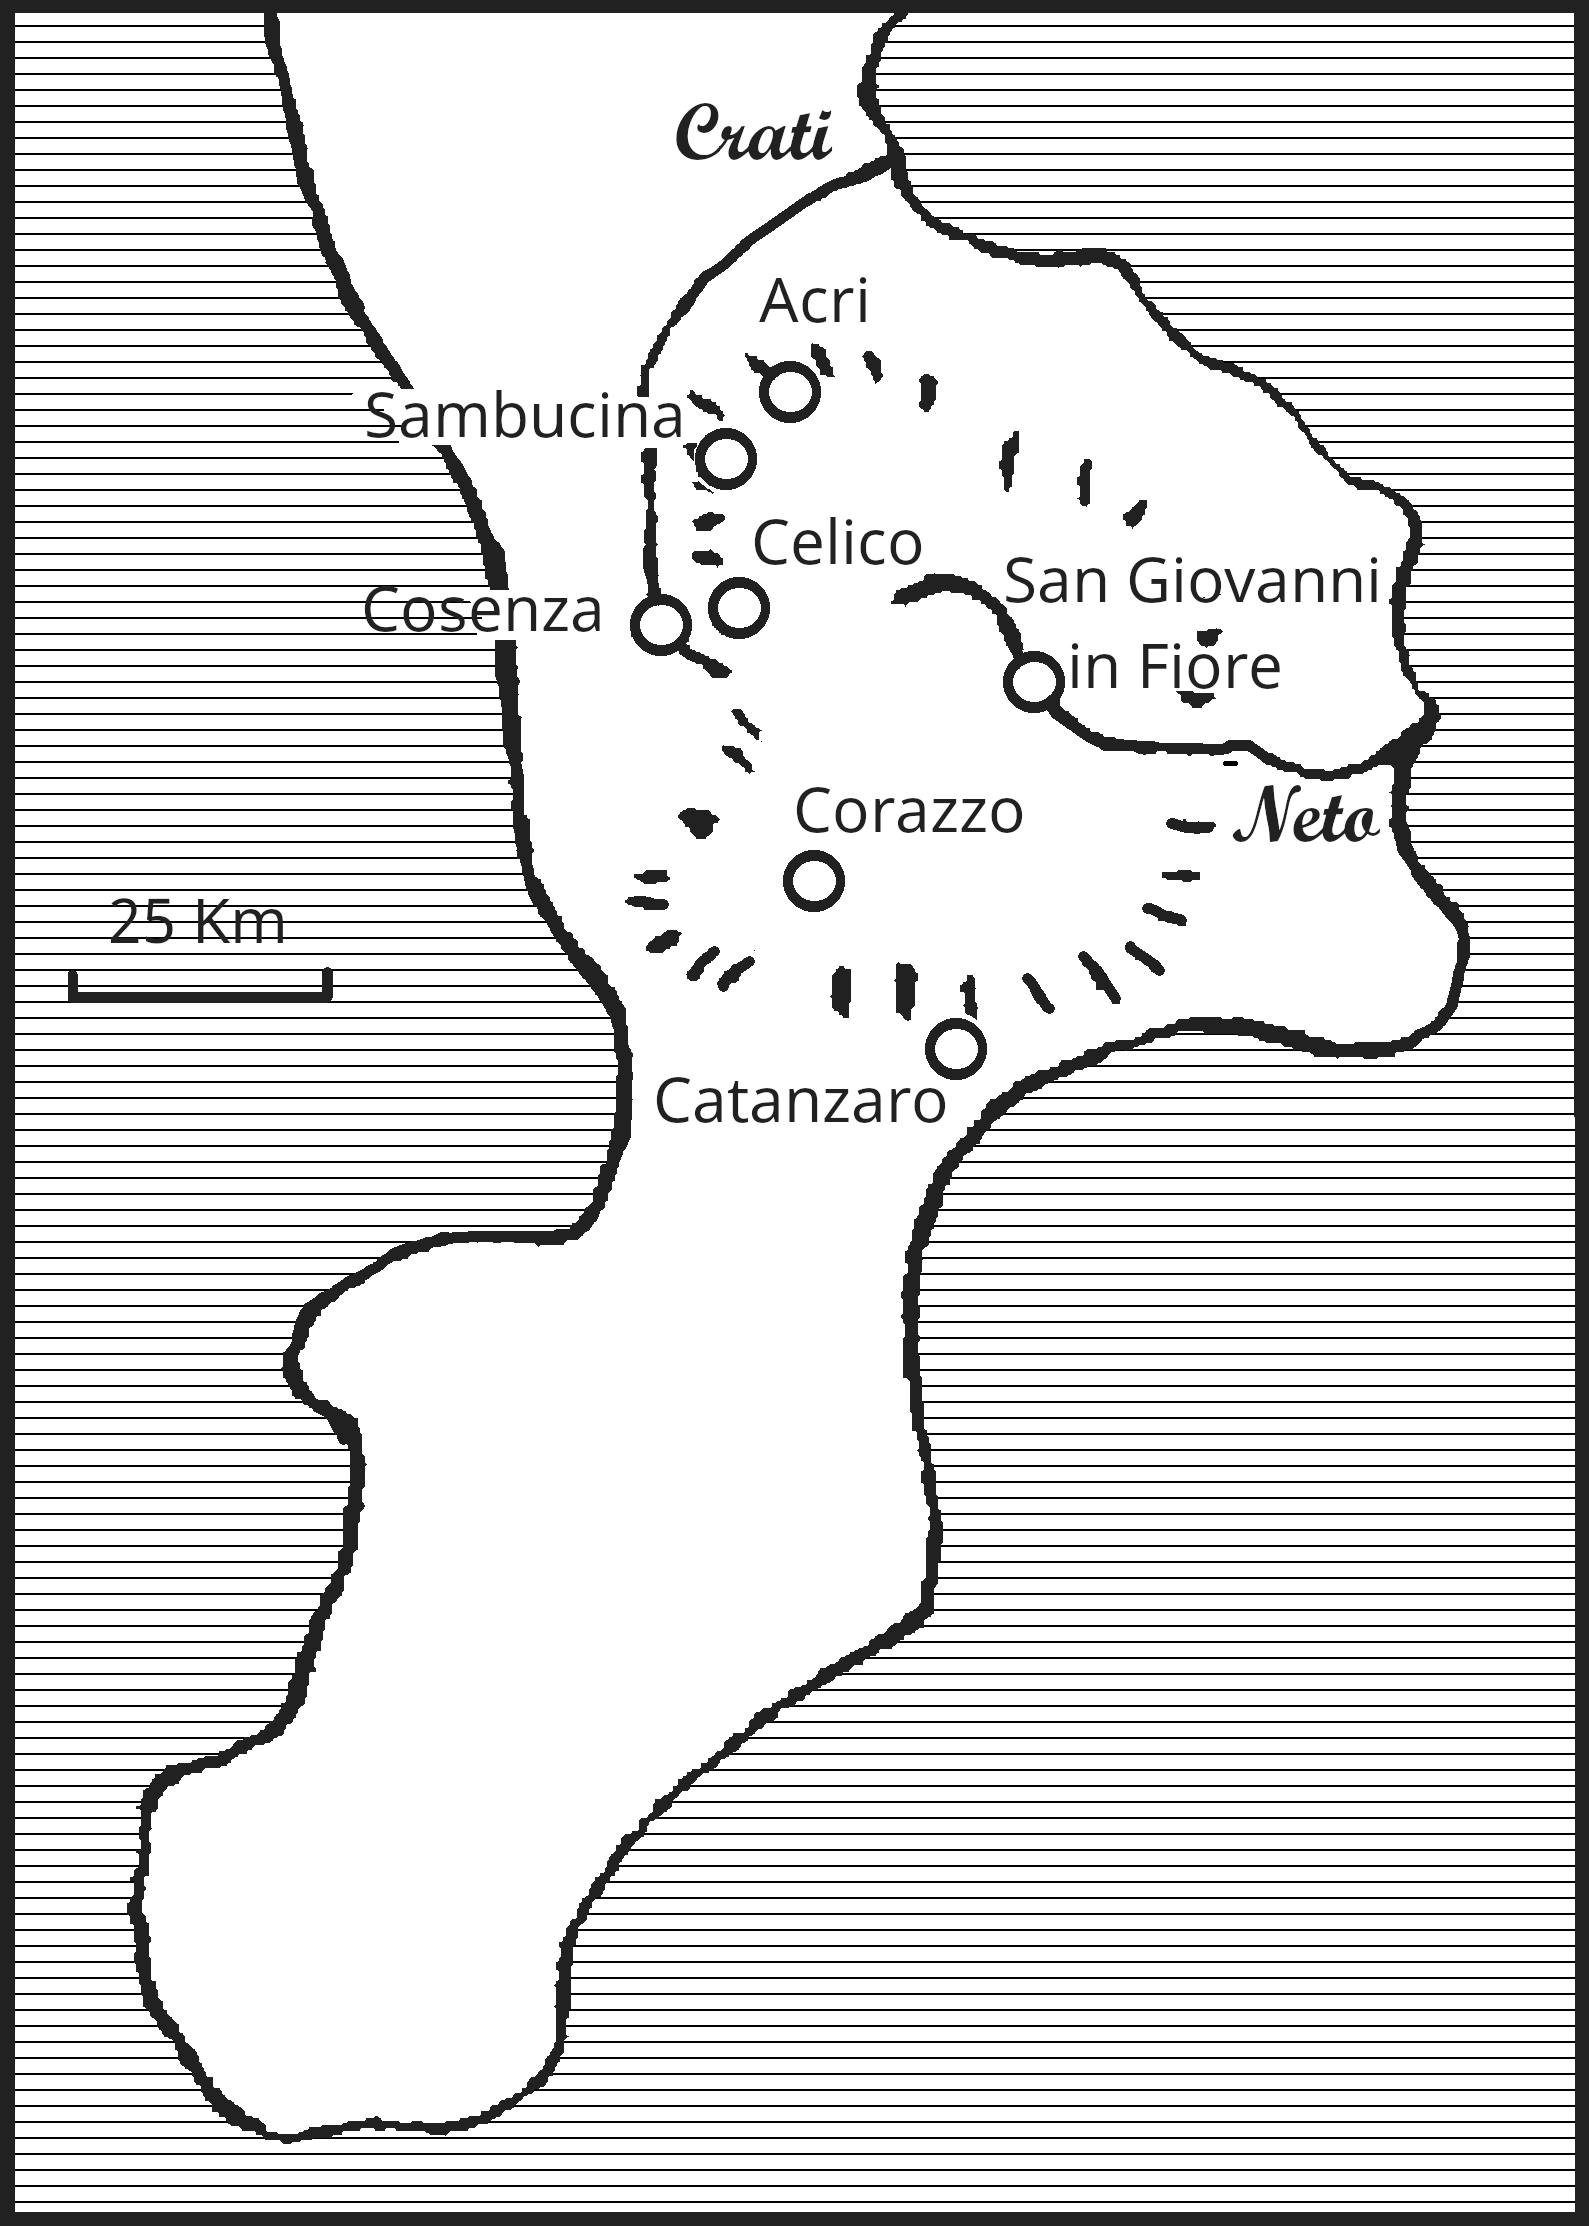 Crati
Acri
Sambucina
Celico
San Giovanni
in Fiore
Cosenza
Neto
Corazzo
25 Km
Catanzaro